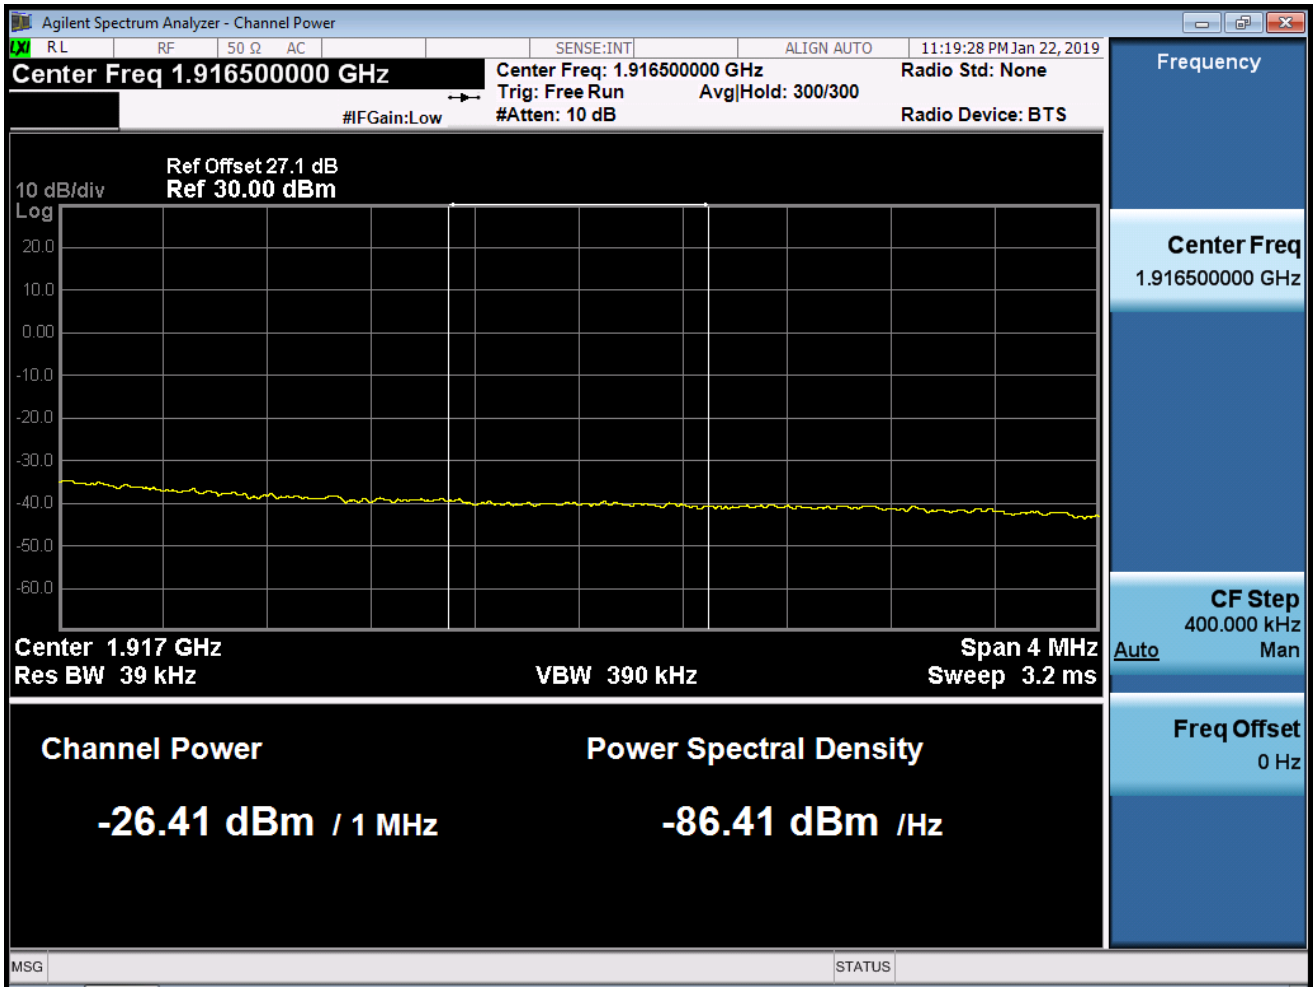 Agilent Spectrum Analyzer - Channel Power
LXI RL RF 50 Ω AC SENSE:INT ALIGN AUTO 11:19:28 PM Jan 22, 2019
Center Freq 1.916500000 GHz
Center Freq: 1.916500000 GHz
Radio Std: None
Trig: Free Run Avg|Hold: 300/300
#IFGain:Low
#Atten: 10 dB
Radio Device: BTS
Ref Offset 27.1 dB
10 dB/div Ref 30.00 dBm
Log
20.0
10.0
0.00
-10.0
-20.0
-30.0
-40.0
-50.0
-60.0
Center 1.917 GHz Span 4 MHz
Res BW 39 kHz VBW 390 kHz Sweep 3.2 ms
Channel Power Power Spectral Density
-26.41 dBm / 1 MHz -86.41 dBm /Hz
Frequency
Center Freq
1.916500000 GHz
CF Step
400.000 kHz
Auto Man
Freq Offset
0 Hz
MSG STATUS